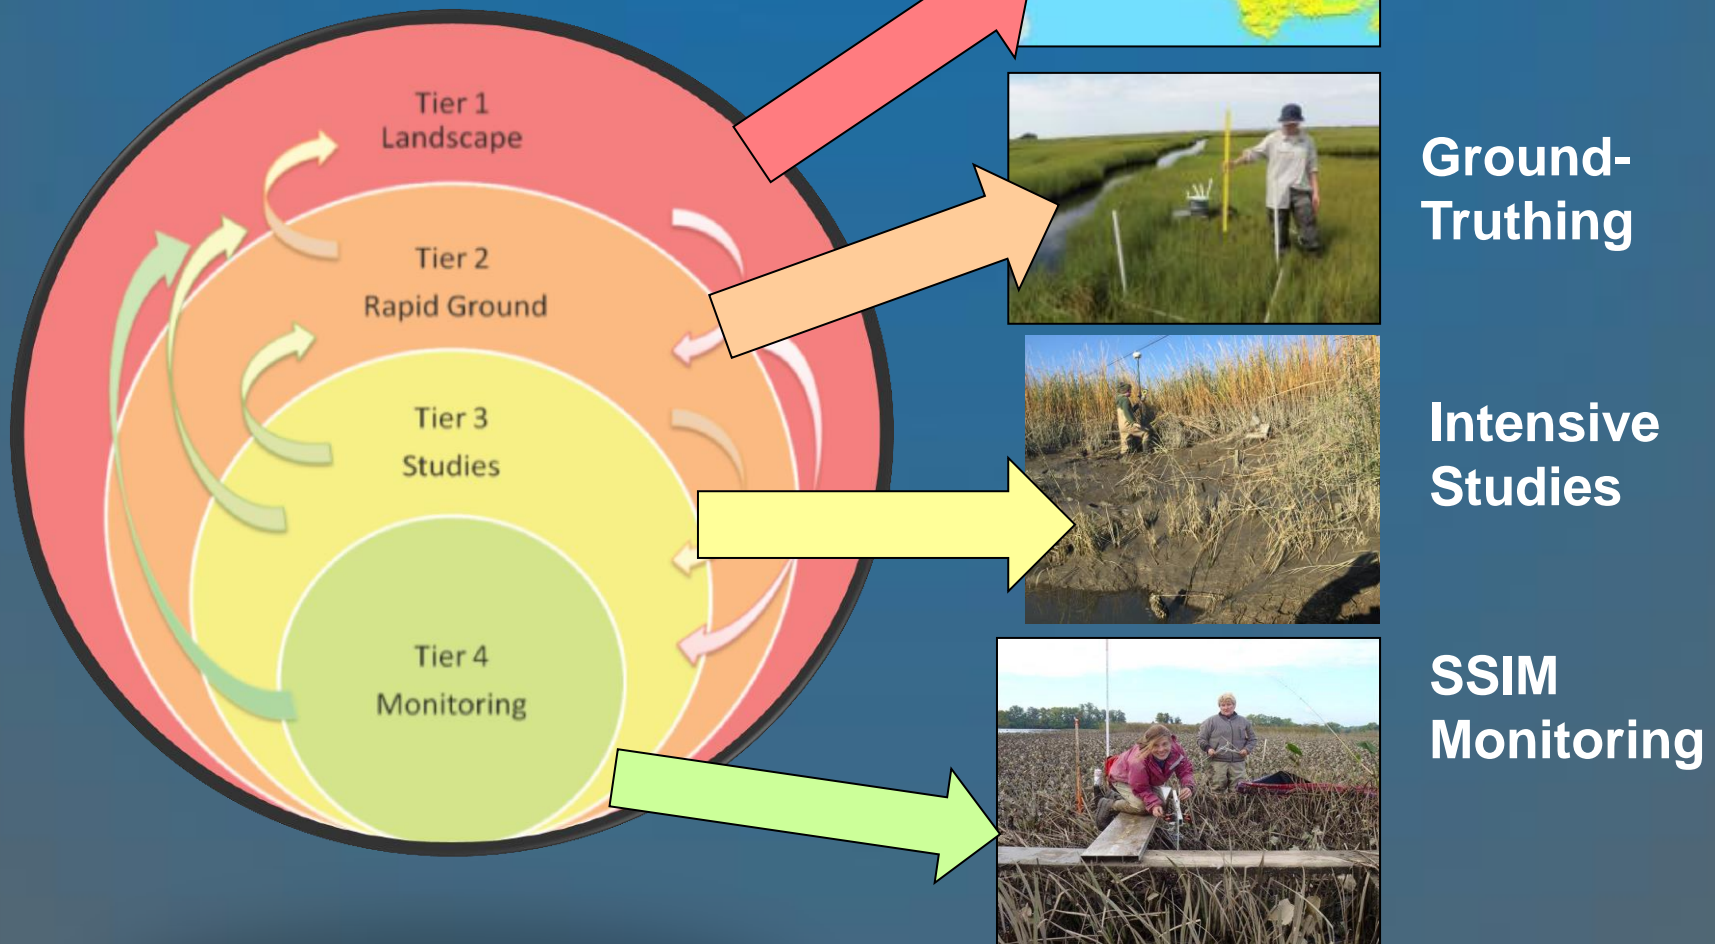 Tier 1
Landscape
Tier 2
Rapid Ground
Tier 3
Studies
Tier 4
Monitoring
Ground-
Truthing
Intensive
Studies
SSIM
Monitoring